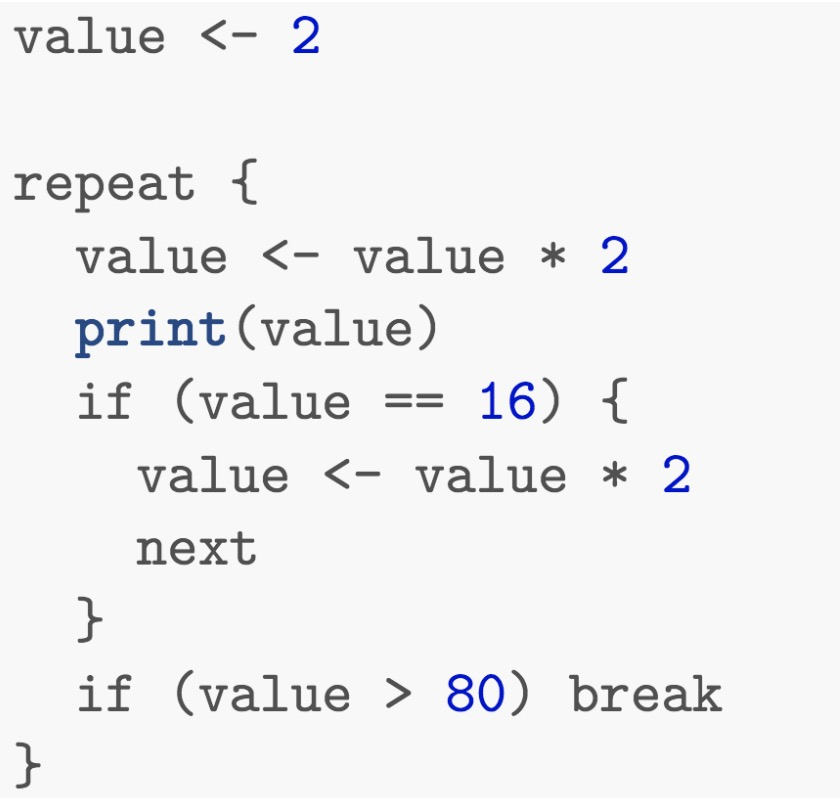 value <- 2
repeat {
  value <- value * 2
  print(value)
  if (value == 16) {
    value <- value * 2
    next
  }
  if (value > 80) break
}